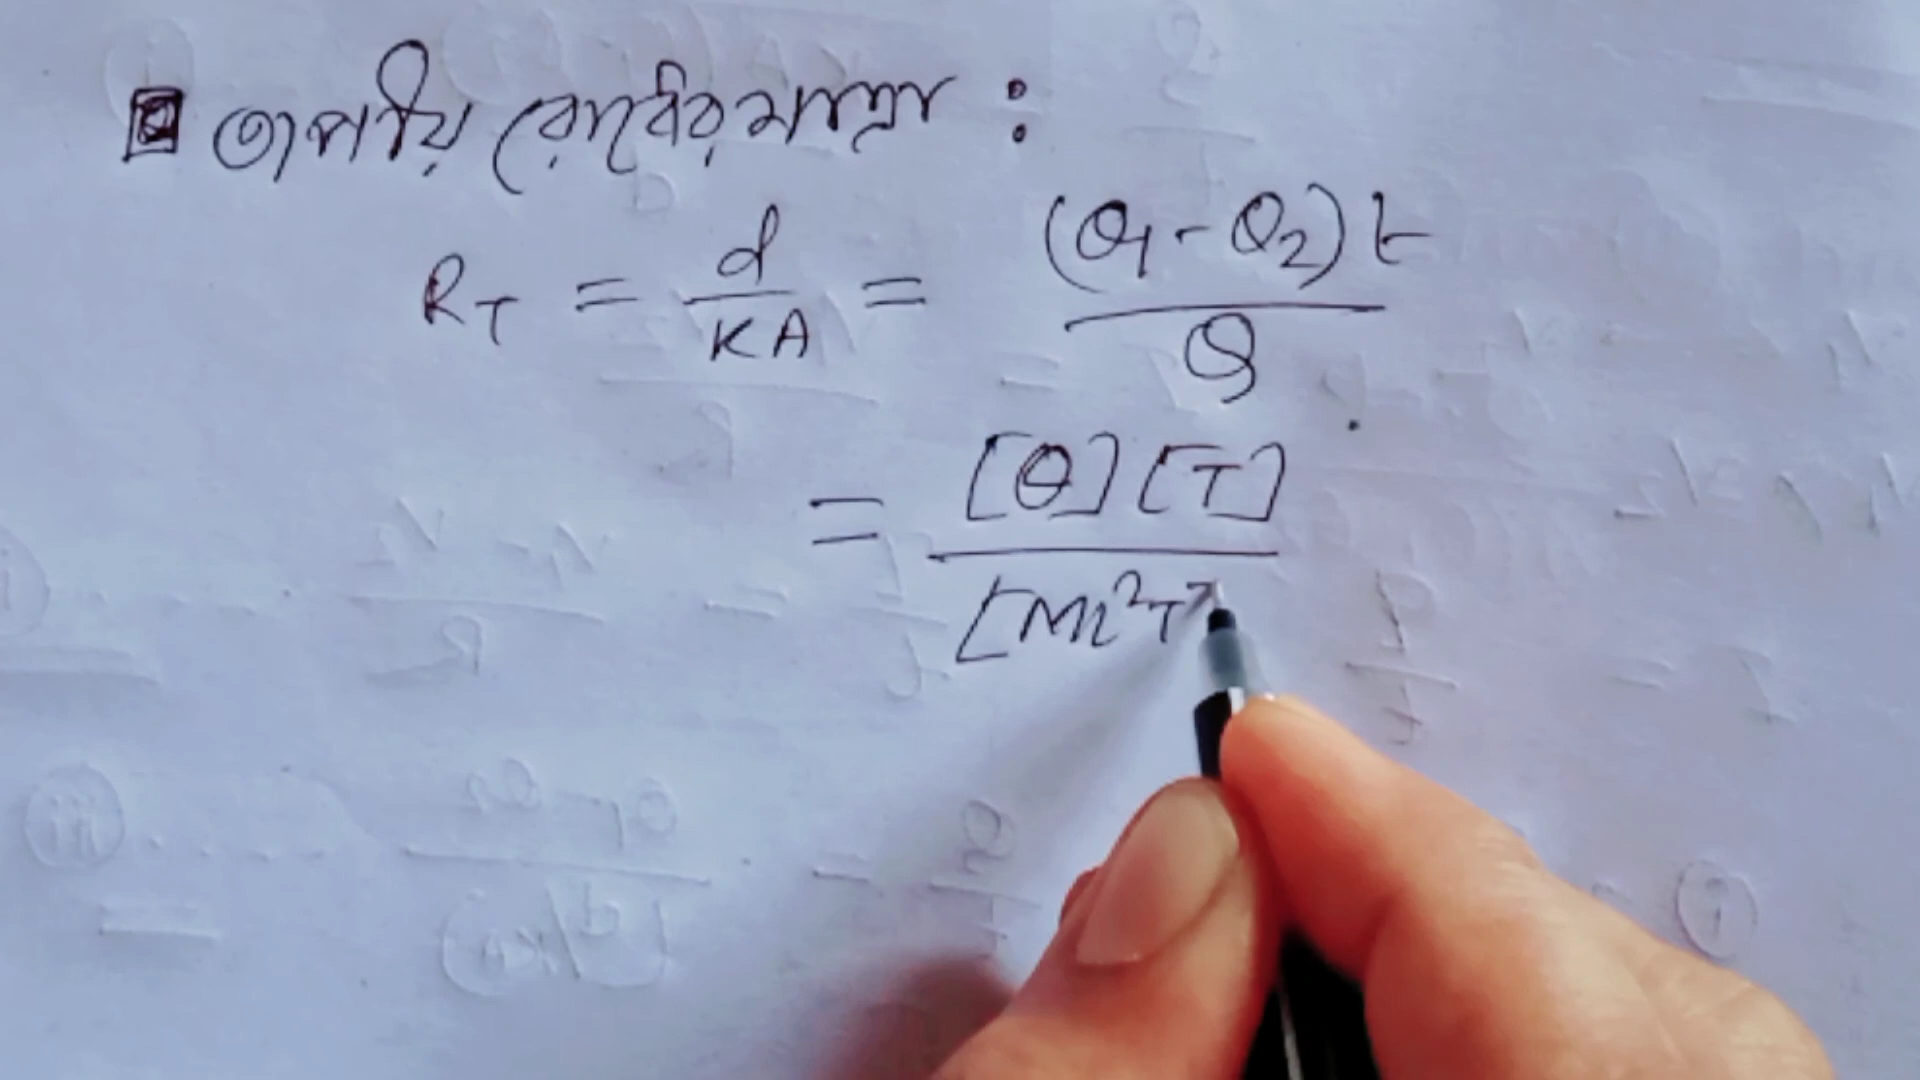 তাপীয় রোধের মাত্রা :
R_T = d/KA = (θ₁ - θ₂) t / Q
= [θ] [T] / [ML²T⁻